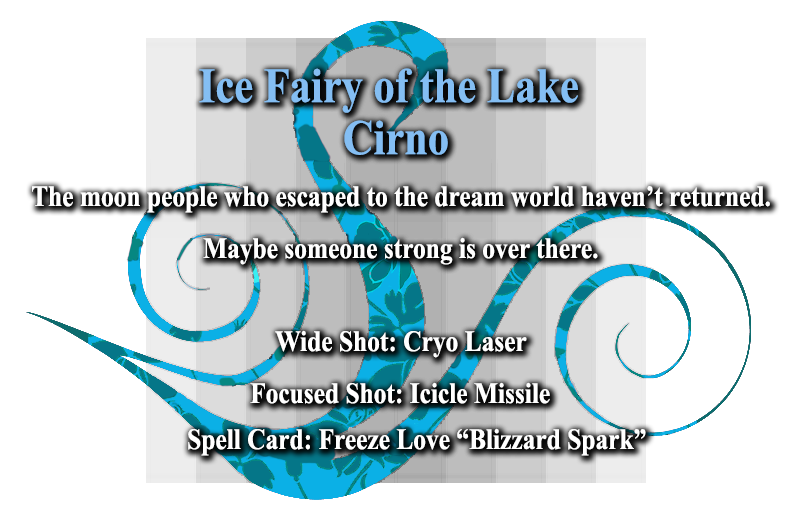 Ice Fairy of the Lake
Cirno
The moon people who escaped to the dream world haven’t returned.
Maybe someone strong is over there.
Wide Shot: Cryo Laser
Focused Shot: Icicle Missile
Spell Card: Freeze Love “Blizzard Spark”